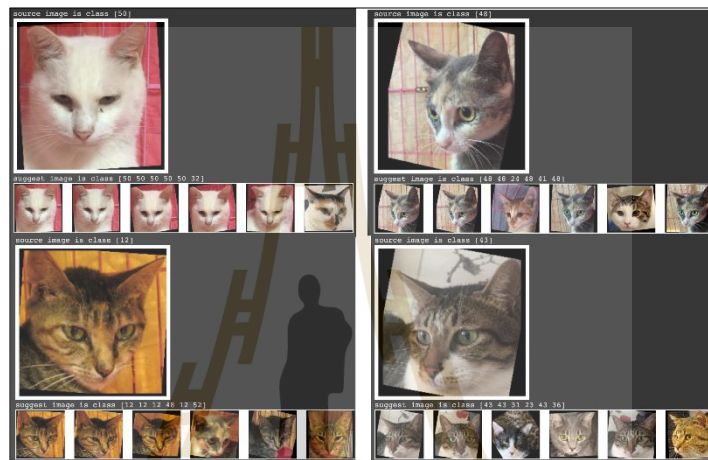 source image is class [50]
suggest image is class [50 50 50 50 50 32]
source image is class [48]
suggest image is class [48 48 24 48 41 48]
source image is class [12]
suggest image is class [12 12 12 48 12 52]
source image is class [43]
suggest image is class [43 43 31 23 43 36]